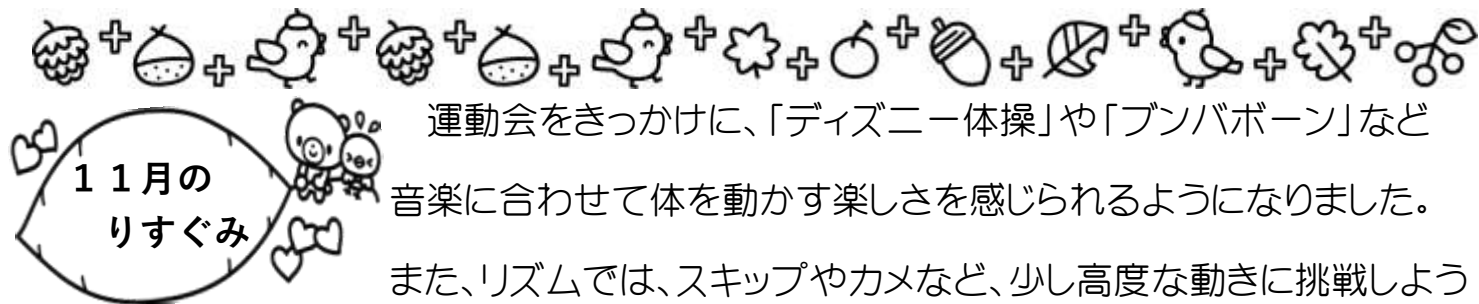 11月の
りすぐみ
運動会をきっかけに、「ディズニー体操」や「ブンバボーン」など
音楽に合わせて体を動かす楽しさを感じられるようになりました。
また、リズムでは、スキップやカメなど、少し高度な動きに挑戦しよう